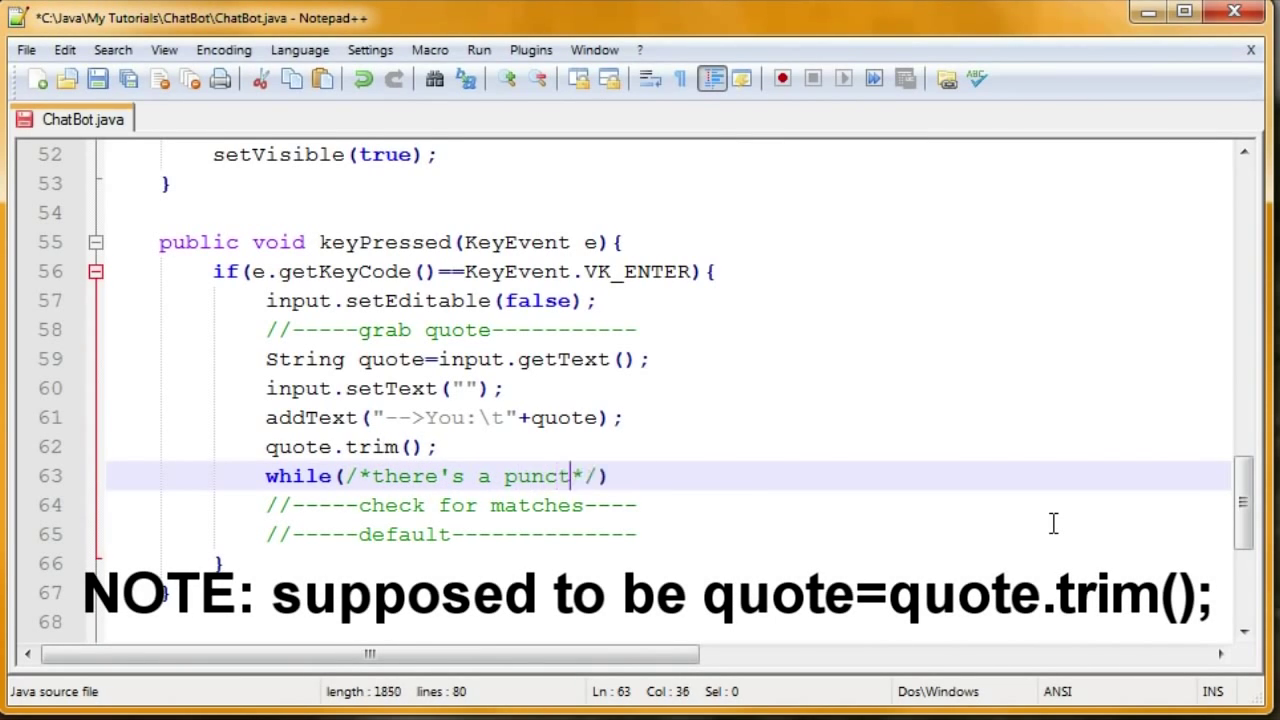 *C:\Java\My Tutorials\ChatBot\ChatBot.java - Notepad++
File Edit Search View Encoding Language Settings Macro Run Plugins Window ? X
ChatBot.java
52 setVisible(true);
53 }
54
55 public void keyPressed(KeyEvent e){
56 if(e.getKeyCode()==KeyEvent.VK_ENTER){
57 input.setEditable(false);
58 //-----grab quote-----------
59 String quote=input.getText();
60 input.setText("");
61 addText("-->You:\t"+quote);
62 quote.trim();
63 while(/*there's a punct*/)
64 //-----check for matches----
65 //-----default--------------
66 }
67 }
NOTE: supposed to be quote=quote.trim();
68
Java source file length : 1850 lines : 80 Ln : 63 Col : 36 Sel : 0 Dos\Windows ANSI INS